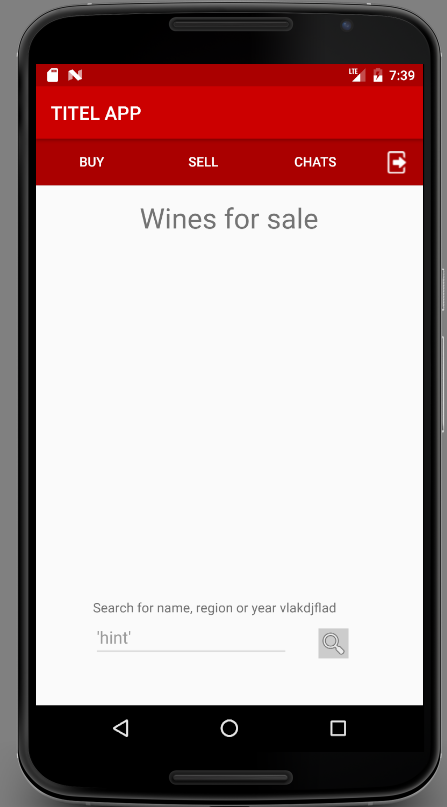 LTE 7:39
TITEL APP
BUY SELL CHATS
Wines for sale
Search for name, region or year vlakdjflad
'hint'